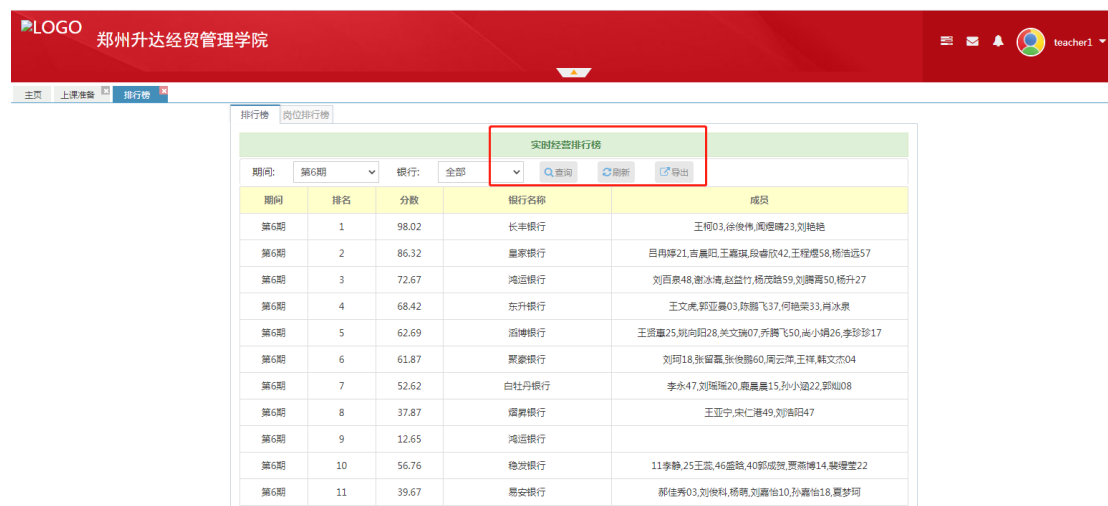 LOGO 郑州升达经贸管理学院 teacher1
主页 上课准备 排行榜
排行榜 岗位排行榜
实时经营排行榜
期间: 第6期 银行: 全部 查询 刷新 导出
期间 排名 分数 银行名称 成员
第6期 1 98.02 长丰银行 王柯03,徐俊伟,阎煜晴23,刘艳艳
第6期 2 86.32 皇家银行 吕冉婷21,吉晨阳,王嘉琪,段睿欣42,王程煜58,杨浩远57
第6期 3 72.67 鸿运银行 刘百泉48,谢冰清,赵益竹,杨茂晗59,刘腾霄50,杨升27
第6期 4 68.42 东升银行 王文虎,郭亚曼03,陈鹏飞37,何艳荣33,肖冰泉
第6期 5 62.69 滔博银行 王贤蕙25,姚向阳28,关文瑞07,乔腾飞50,尚小娟26,李珍珍17
第6期 6 61.87 聚豪银行 刘珂18,张留磊,张俊鹏60,周云萍,王祥,韩文杰04
第6期 7 52.62 白牡丹银行 李永47,刘瑶瑶20,鹿晨晨15,孙小涵22,郭灿08
第6期 8 37.87 熠昇银行 王亚宁,宋仁港49,刘浩阳47
第6期 9 12.65 鸿运银行
第6期 10 56.76 稳发银行 11李静,25王蕊,46盛晗,40郭成贺,贾燕博14,裴缦莹22
第6期 11 39.67 易安银行 郝佳秀03,刘俊科,杨萌,刘嘉怡10,孙嘉怡18,夏梦珂